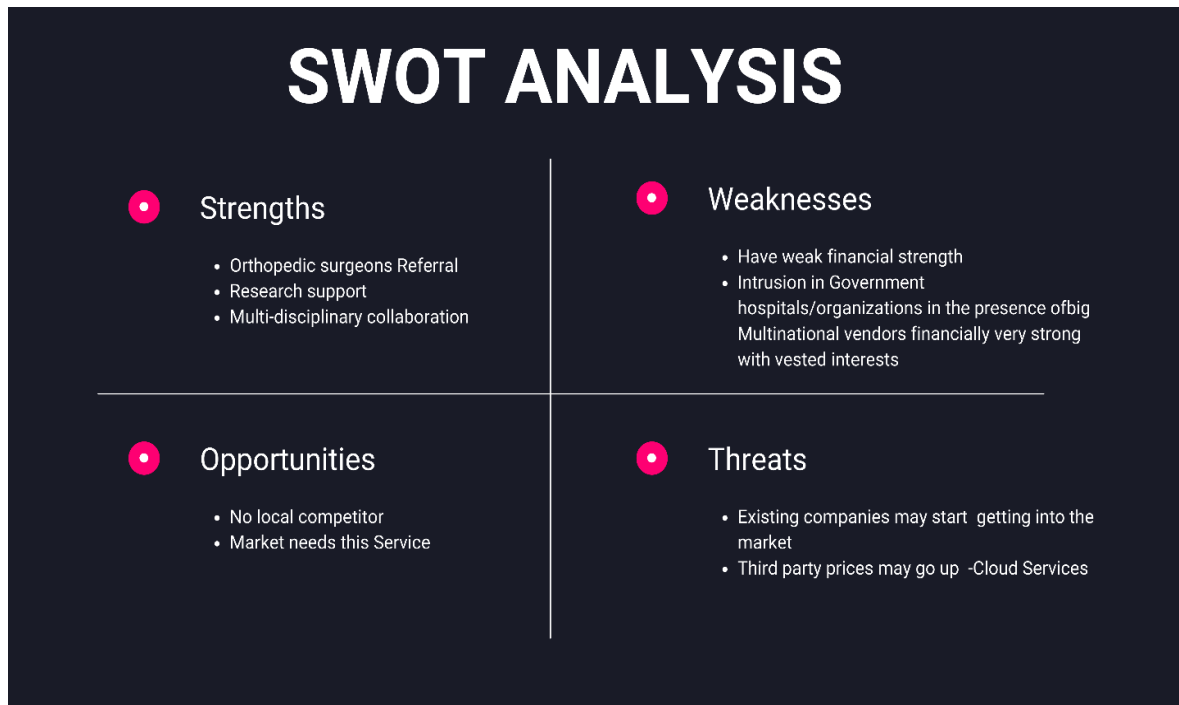 SWOT ANALYSIS
Strengths
• Orthopedic surgeons Referral
• Research support
• Multi-disciplinary collaboration
Weaknesses
• Have weak financial strength
• Intrusion in Government
hospitals/organizations in the presence ofbig
Multinational vendors financially very strong
with vested interests
Opportunities
• No local competitor
• Market needs this Service
Threats
• Existing companies may start  getting into the
market
• Third party prices may go up  -Cloud Services